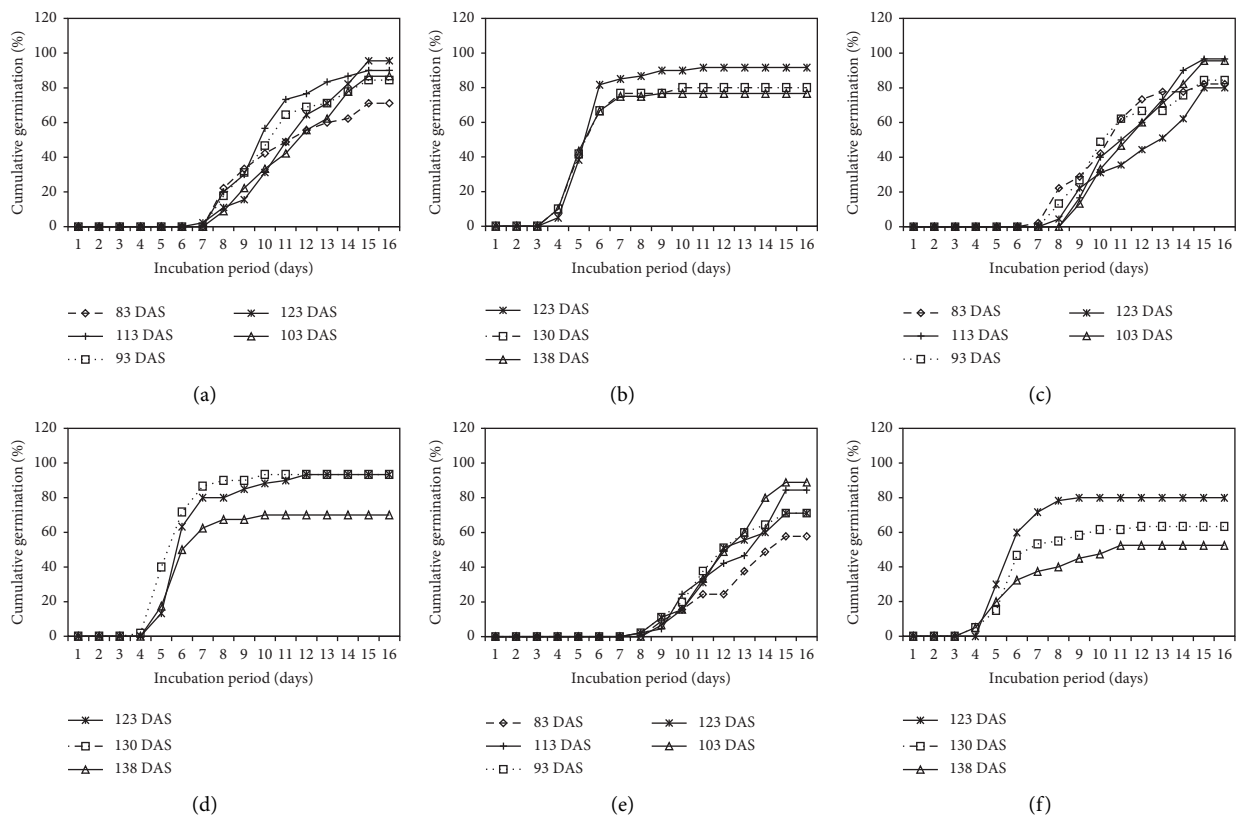 Cumulative germination (%)
120
100
80
60
40
20
0
1 2 3 4 5 6 7 8 9 10 11 12 13 14 15 16
Incubation period (days)
83 DAS
123 DAS
113 DAS
103 DAS
93 DAS
(a)
Cumulative germination (%)
120
100
80
60
40
20
0
1 2 3 4 5 6 7 8 9 10 11 12 13 14 15 16
Incubation period (days)
123 DAS
130 DAS
138 DAS
(b)
Cumulative germination (%)
120
100
80
60
40
20
0
1 2 3 4 5 6 7 8 9 10 11 12 13 14 15 16
Incubation period (days)
83 DAS
123 DAS
113 DAS
103 DAS
93 DAS
(c)
Cumulative germination (%)
120
100
80
60
40
20
0
1 2 3 4 5 6 7 8 9 10 11 12 13 14 15 16
Incubation period (days)
123 DAS
130 DAS
138 DAS
(d)
Cumulative germination (%)
120
100
80
60
40
20
0
1 2 3 4 5 6 7 8 9 10 11 12 13 14 15 16
Incubation period (days)
83 DAS
123 DAS
113 DAS
103 DAS
93 DAS
(e)
Cumulative germination (%)
120
100
80
60
40
20
0
1 2 3 4 5 6 7 8 9 10 11 12 13 14 15 16
Incubation period (days)
123 DAS
130 DAS
138 DAS
(f)